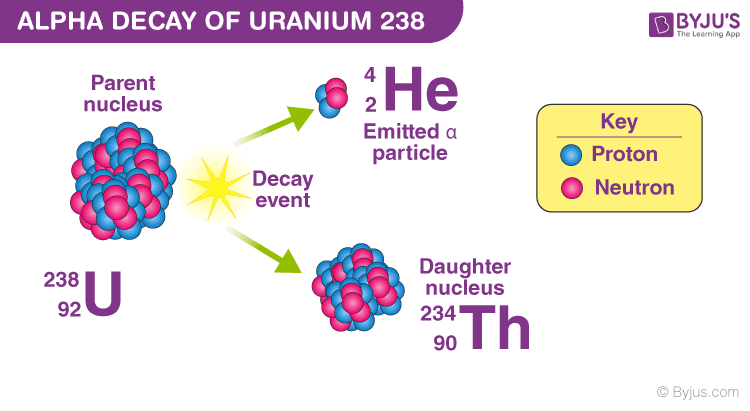 ALPHA DECAY OF URANIUM 238
BYJU'S
The Learning App
Parent
nucleus
4
2
He
Emitted α
particle
Key
Proton
Neutron
Decay
event
238
92
U
Daughter
nucleus
234
90
Th
© Byjus.com